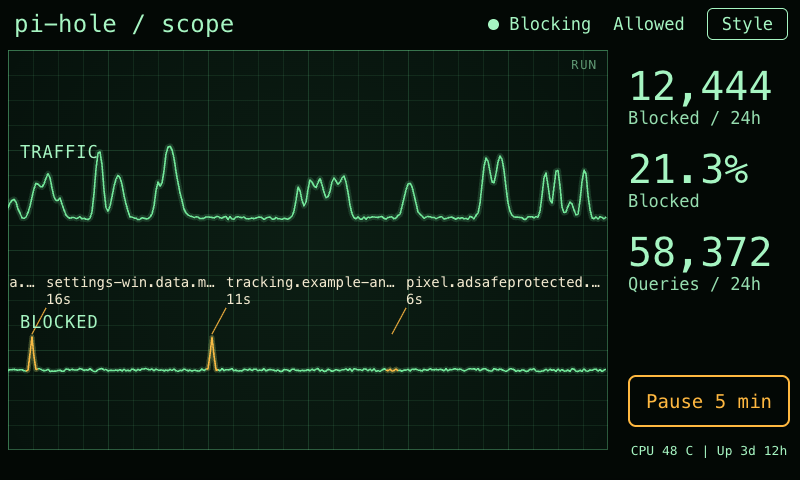 pi-hole / scope
Blocking Allowed Style
RUN
12,444
Blocked / 24h
TRAFFIC
21.3%
Blocked
58,372
Queries / 24h
a.… settings-win.data.m… tracking.example-an… pixel.adsafeprotected.…
16s 11s 6s
BLOCKED
Pause 5 min
CPU 48 C | Up 3d 12h